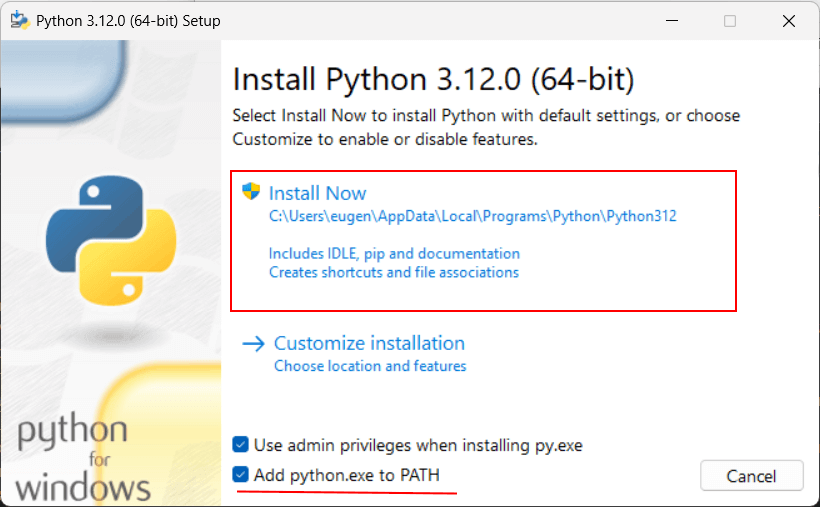 Python 3.12.0 (64-bit) Setup
Install Python 3.12.0 (64-bit)
Select Install Now to install Python with default settings, or choose
Customize to enable or disable features.
Install Now
C:\Users\eugen\AppData\Local\Programs\Python\Python312
Includes IDLE, pip and documentation
Creates shortcuts and file associations
Customize installation
Choose location and features
python
for
windows
Use admin privileges when installing py.exe
Add python.exe to PATH
Cancel